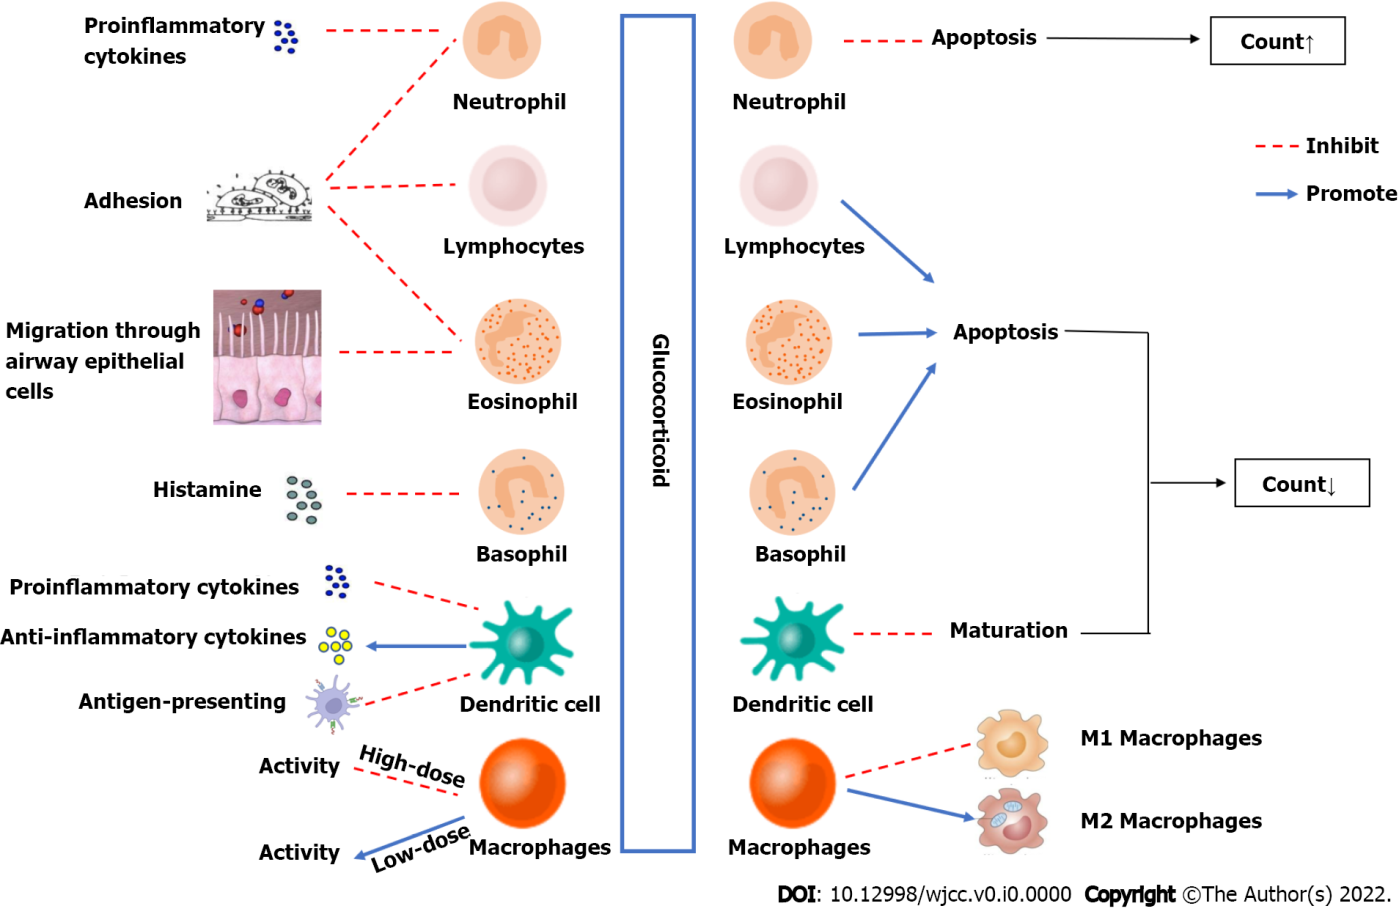 Proinflammatory
cytokines
Neutrophil
Adhesion
Lymphocytes
Migration through
airway epithelial
cells
Eosinophil
Histamine
Basophil
Proinflammatory cytokines
Anti-inflammatory cytokines
Antigen-presenting
Dendritic cell
Activity
High-dose
Activity
Low-dose
Macrophages
Glucocorticoid
Neutrophil
Apoptosis
Count↑
Inhibit
Promote
Lymphocytes
Eosinophil
Apoptosis
Basophil
Count↓
Maturation
Dendritic cell
M1 Macrophages
M2 Macrophages
Macrophages
DOI: 10.12998/wjcc.v0.i0.0000 Copyright ©The Author(s) 2022.